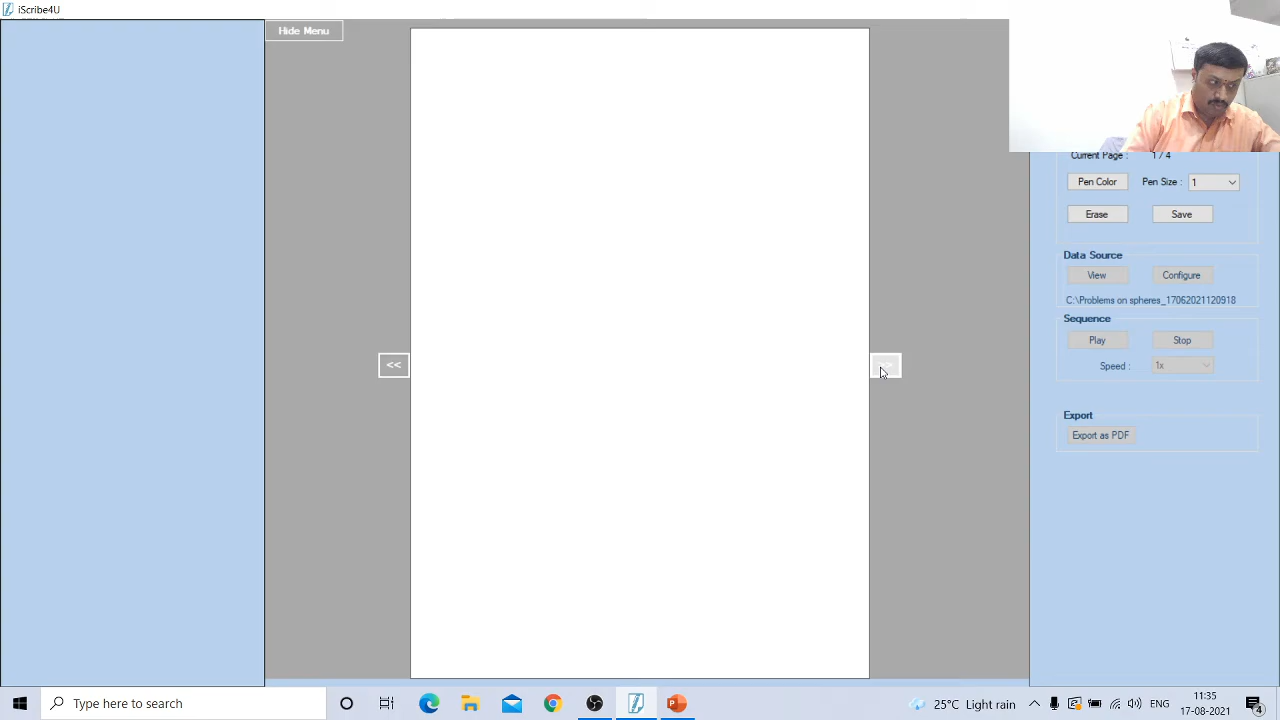 iScribe4U
Hide Menu
Current Page : 1 / 4
Pen Color Pen Size : 1
Erase Save
Data Source
View Configure
C:\Problems on spheres_17062021120918
Sequence
Play Stop
Speed : 1x
Export
Export as PDF
<< >>
Type here to search
25°C Light rain
ENG
11:35
17-08-2021
4